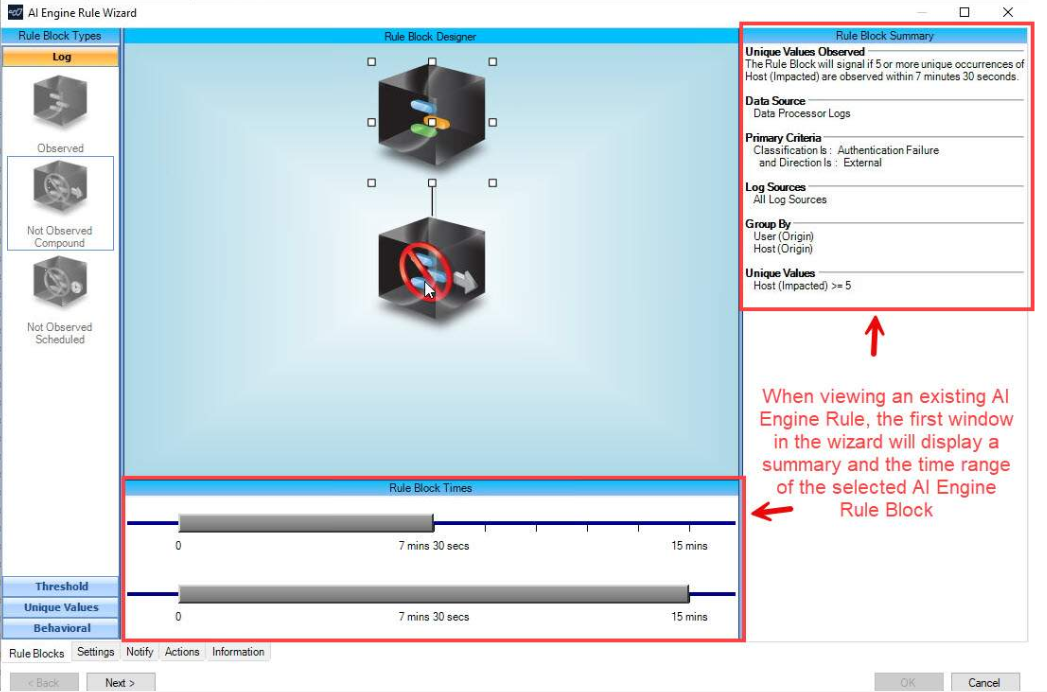 AI Engine Rule Wizard
Rule Block Types
Rule Block Designer
Rule Block Summary
Log
Observed
Not Observed
Compound
Not Observed
Scheduled
Threshold
Unique Values
Behavioral
Unique Values Observed
The Rule Block will signal if 5 or more unique occurrences of
Host (Impacted) are observed within 7 minutes 30 seconds.
Data Source
Data Processor Logs
Primary Criteria
Classification Is : Authentication Failure
and Direction Is : External
Log Sources
All Log Sources
Group By
User (Origin)
Host (Origin)
Unique Values
Host (Impacted) >= 5
When viewing an existing AI
Engine Rule, the first window
in the wizard will display a
summary and the time range
of the selected AI Engine
Rule Block
Rule Block Times
0 7 mins 30 secs 15 mins
0 7 mins 30 secs 15 mins
Rule Blocks Settings Notify Actions Information
< Back Next > OK Cancel